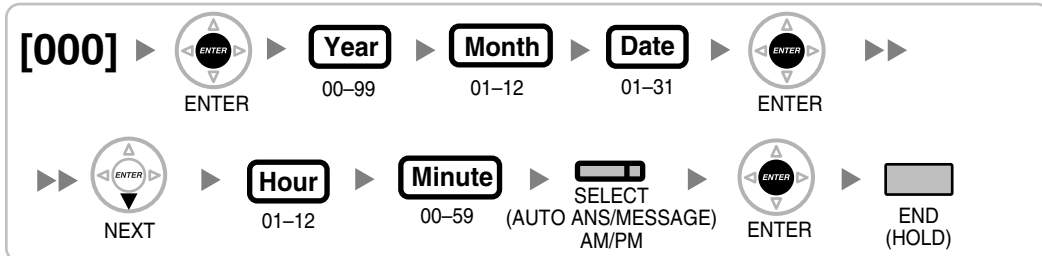 [000] ENTER Year Month Date ENTER
ENTER 00–99 01–12 01–31 ENTER
ENTER Hour Minute ENTER
NEXT 01–12 00–59 SELECT ENTER END
(AUTO ANS/MESSAGE) (HOLD)
AM/PM